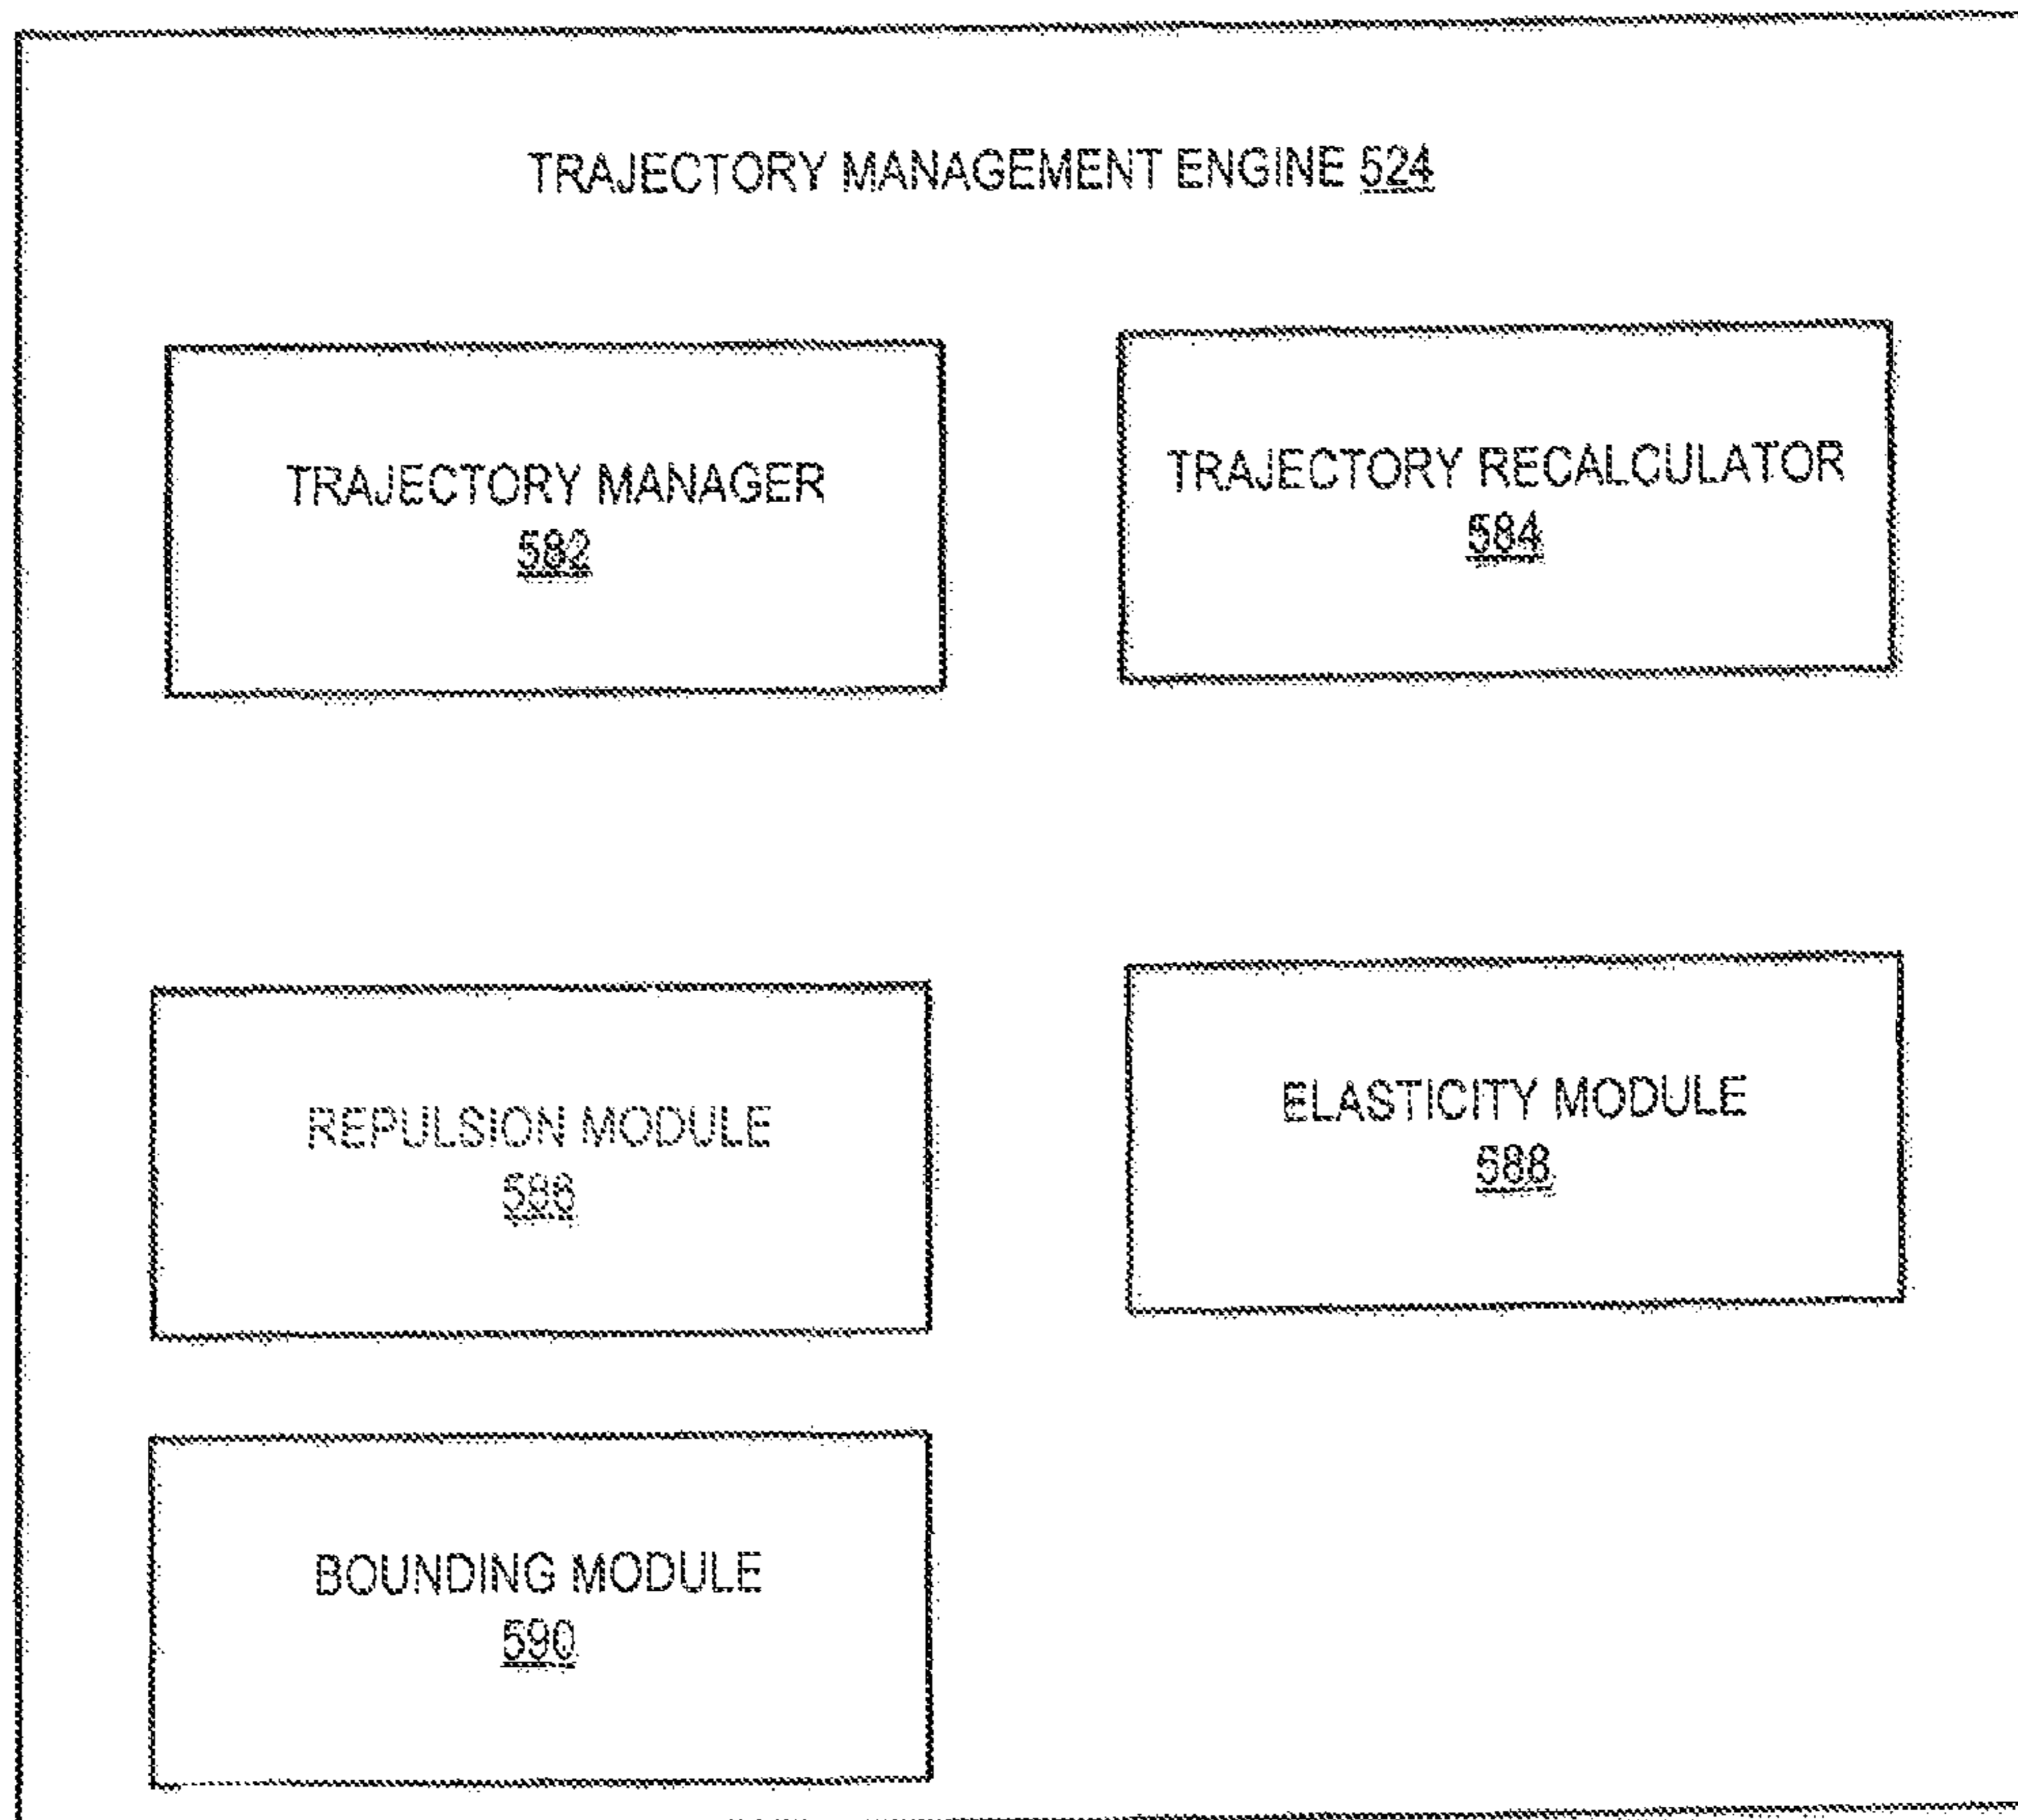 TRAJECTORY MANAGEMENT ENGINE 524
TRAJECTORY MANAGER
582
TRAJECTORY RECALCULATOR
584
REPULSION MODULE
586
ELASTICITY MODULE
588
BOUNDING MODULE
590